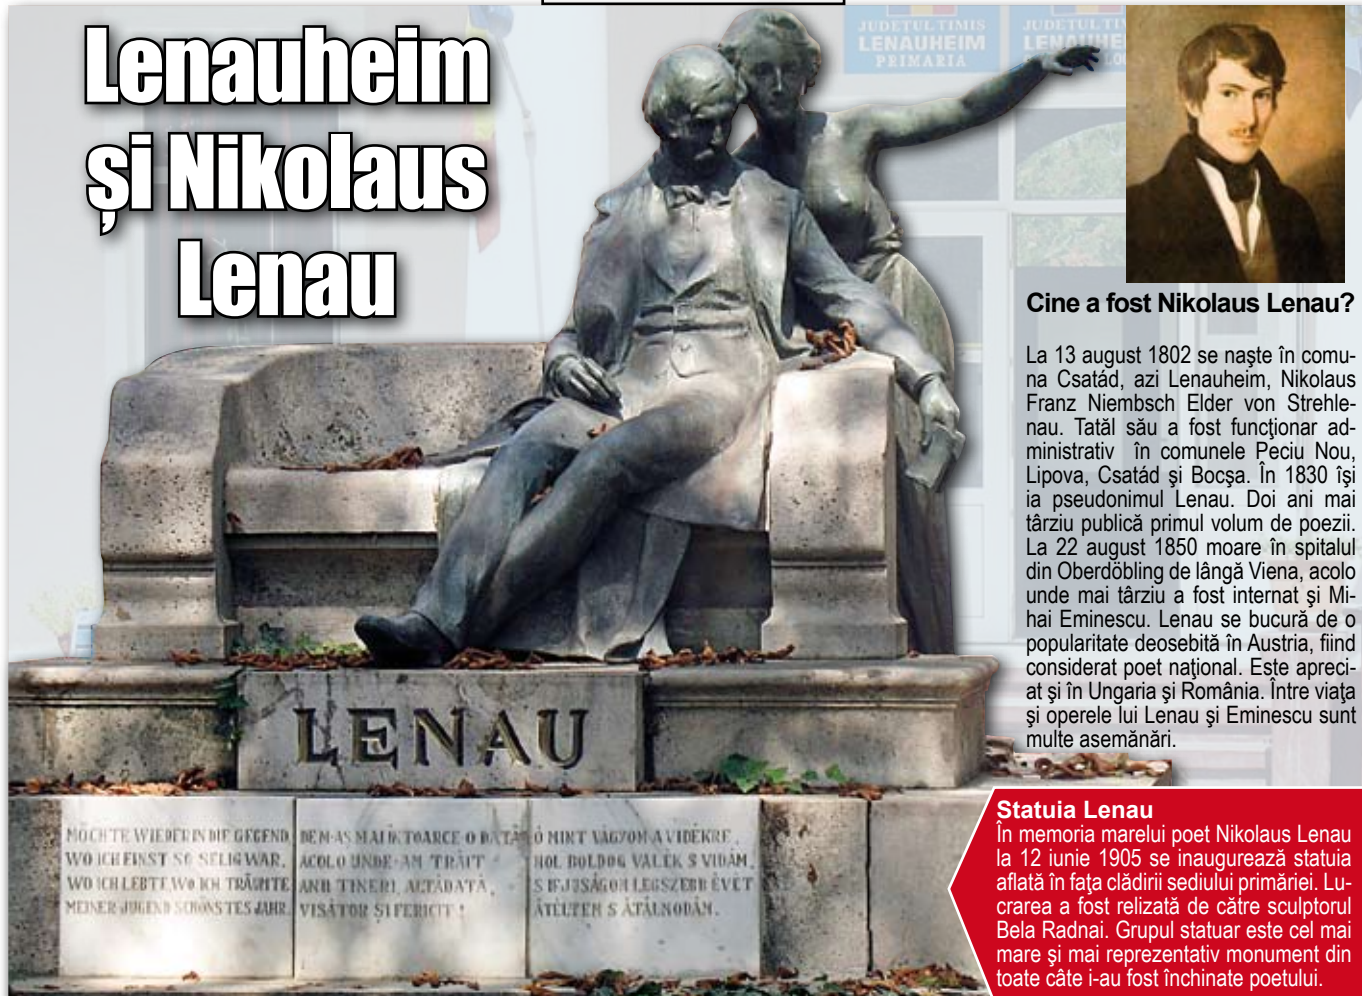 Lenauheim
și Nikolaus
Lenau
JUDEȚUL TIMIS
LENAUHEIM
PRIMARIA
LENAU
MÖCHTE WIEDER IN DIE GEGEND
WO ICH EINST SO SELIG WAR,
WO ICH LEBTE, WO ICH TRÄUMTE
MEINER JUGEND SCHÖNSTES JAHR.
DEM-AS MAI ÎNTOARCE O DATĂ
ACOLO UNDE-AM TRĂIT
ANII TINERI, ALTĂDATĂ,
VISĂTOR SI FERICIT!
Ó MINT VÁGYOM A VIDÉKRE,
HOL BOLDOG VALÉK S VIDÁM,
S IFJUSÁGOM LEGSZEBB ÉVÉT
ÁTÉLTEM S ÁTÁLMODÁM.
Cine a fost Nikolaus Lenau?
La 13 august 1802 se naşte în comu-
na Csatád, azi Lenauheim, Nikolaus
Franz Niembsch Elder von Strehle-
nau. Tatăl său a fost funcţionar ad-
ministrativ în comunele Peciu Nou,
Lipova, Csatád şi Bocşa. În 1830 îşi
ia pseudonimul Lenau. Doi ani mai
târziu publică primul volum de poezii.
La 22 august 1850 moare în spitalul
din Oberdöbling de lângă Viena, acolo
unde mai târziu a fost internat şi Mi-
hai Eminescu. Lenau se bucură de o
popularitate deosebită în Austria, fiind
considerat poet naţional. Este apreci-
at şi în Ungaria şi România. Între viaţa
şi operele lui Lenau şi Eminescu sunt
multe asemănări.
Statuia Lenau
În memoria marelui poet Nikolaus Lenau
la 12 iunie 1905 se inaugurează statuia
aflată în faţa clădirii sediului primăriei. Lu-
crarea a fost relizată de către sculptorul
Bela Radnai. Grupul statuar este cel mai
mare şi mai reprezentativ monument din
toate câte i-au fost închinate poetului.